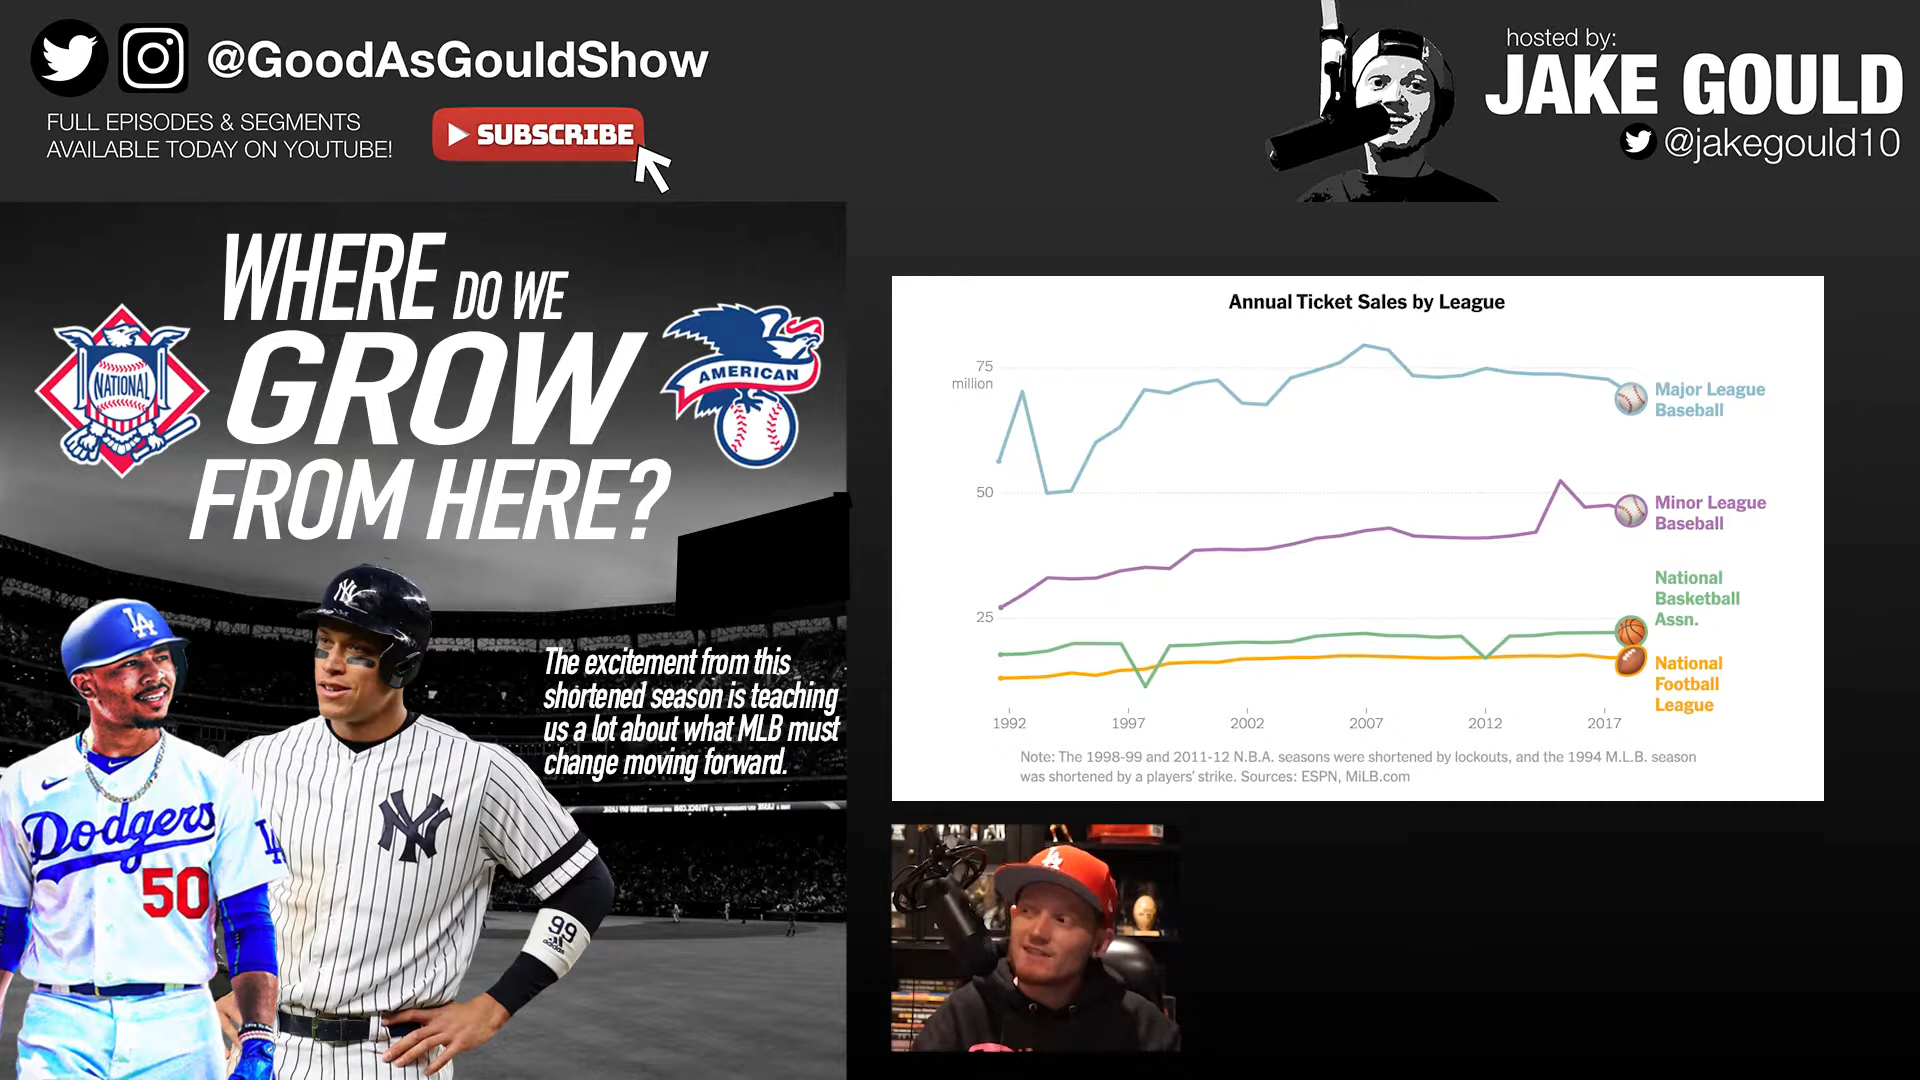 @GoodAsGouldShow
FULL EPISODES & SEGMENTS
AVAILABLE TODAY ON YOUTUBE!
SUBSCRIBE
hosted by:
JAKE GOULD
@jakegould10
WHERE DO WE
GROW
FROM HERE?
NATIONAL
AMERICAN
The excitement from this
shortened season is teaching
us a lot about what MLB must
change moving forward.
NY
LA
Dodgers
50
LA
NY
99
adidas
Annual Ticket Sales by League
75
million
50
25
1992
1997
2002
2007
2012
2017
Major League
Baseball
Minor League
Baseball
National
Basketball
Assn.
National
Football
League
Note: The 1998-99 and 2011-12 N.B.A. seasons were shortened by lockouts, and the 1994 M.L.B. season
was shortened by a players' strike. Sources: ESPN, MiLB.com
LA